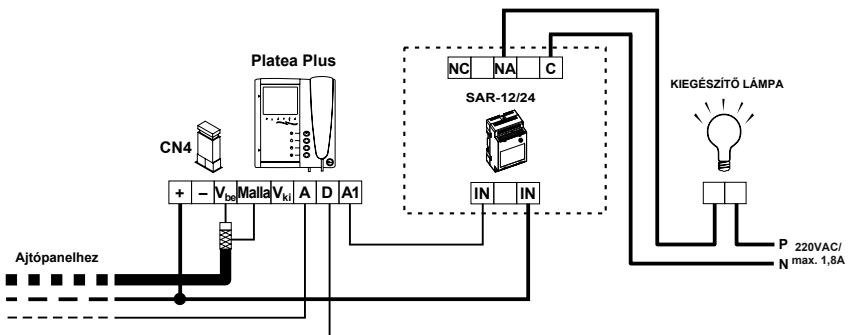 Platea Plus
CN4
NC NA C
SAR-12/24
KIEGÉSZÍTŐ LÁMPA
+ – Vbe Malla Vki A D A1
IN IN
Ajtópanelhez
P 220VAC/
N max. 1,8A